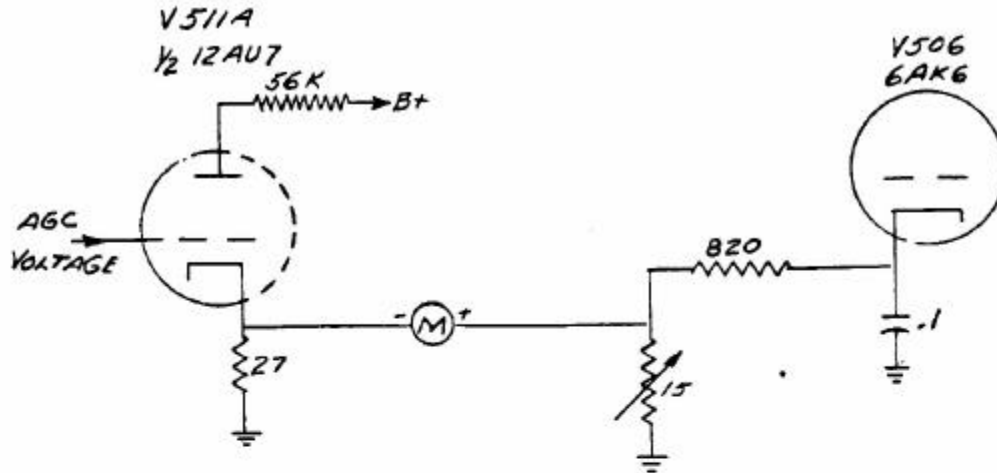 V511A
1/2 12AU7
56K
B+
AGC
VOLTAGE
27
-
M
+
15
820
V506
6AK6
.1